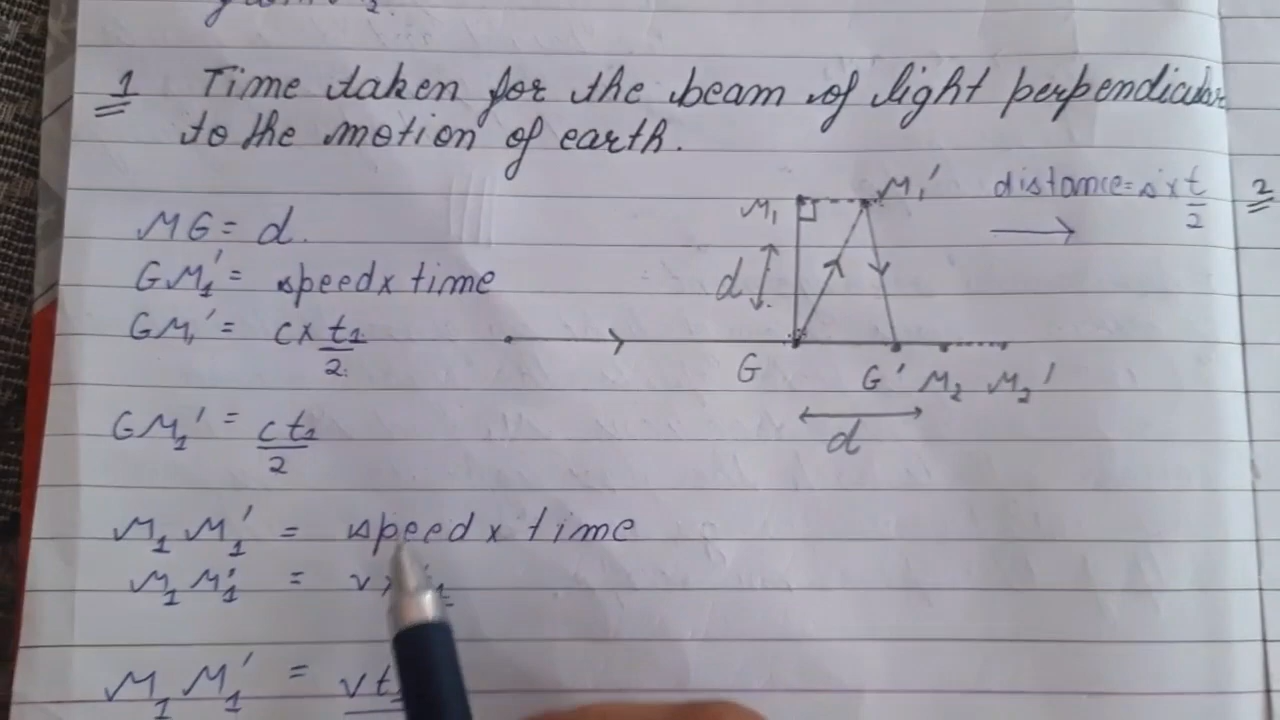 1 Time taken for the beam of light perpendicular
to the motion of earth.
M₁
M₁'
distance = s × t/2
2
MG = d.
d
GM₁' = speed x time
GM₁' = c x t₁/2.
G
G' M₂ M₂'
d
GM₁' = ct₁/2
M₁ M₁' = speed x time
M₁ M₁' = v
M₁ M₁' = vt